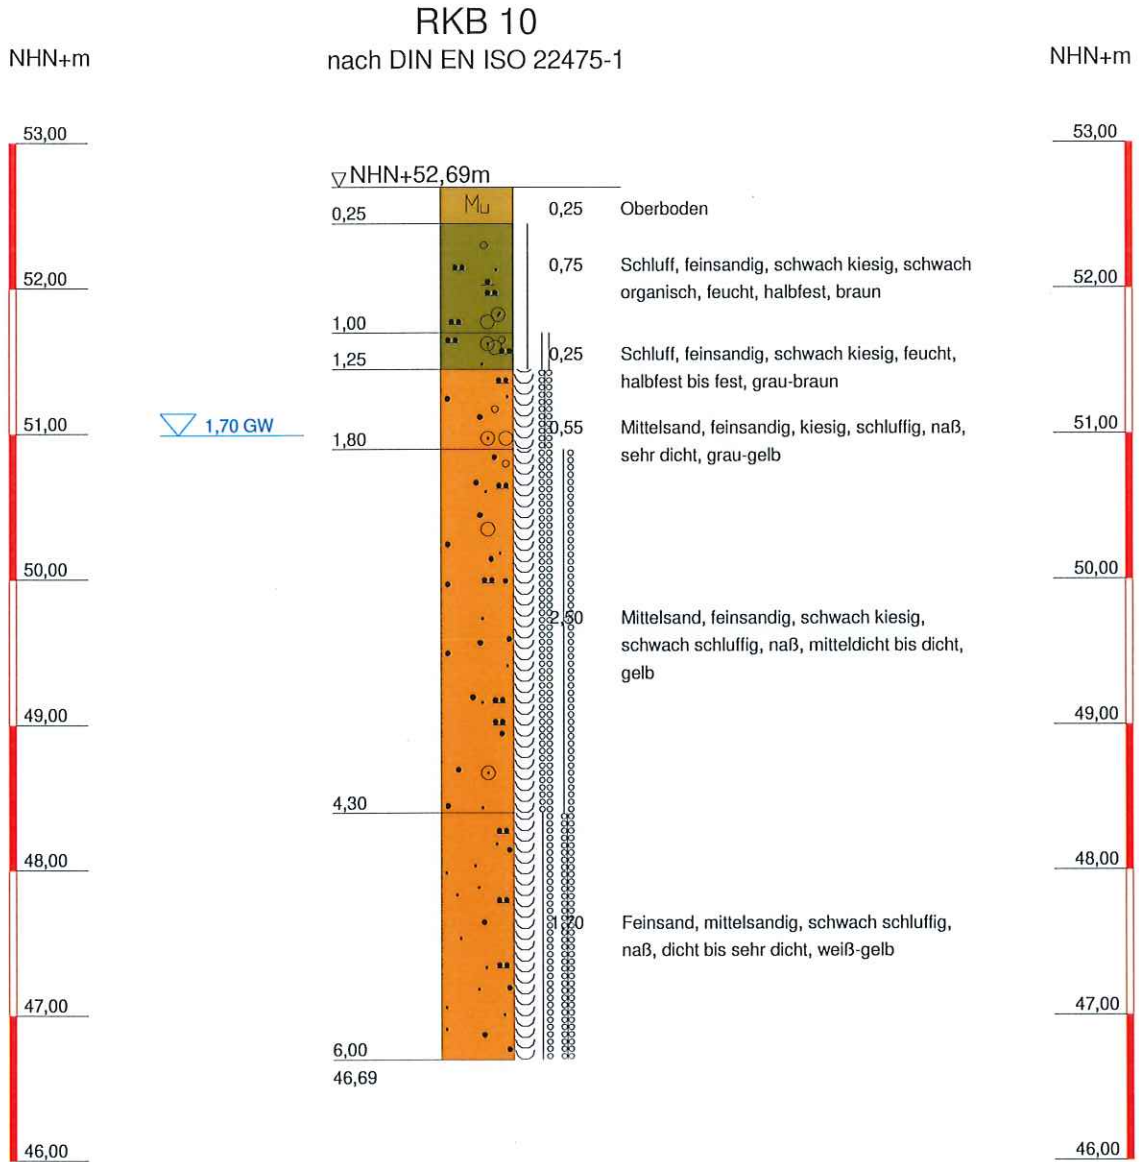 RKB 10
nach DIN EN ISO 22475-1
NHN+m
NHN+m
53,00
53,00
NHN+52,69m
Mu
0,25
0,25 Oberboden
0,75 Schluff, feinsandig, schwach kiesig, schwach
organisch, feucht, halbfest, braun
52,00
52,00
1,00
0,25 Schluff, feinsandig, schwach kiesig, feucht,
halbfest bis fest, grau-braun
1,25
1,70 GW
51,00
51,00
0,55 Mittelsand, feinsandig, kiesig, schluffig, naß,
sehr dicht, grau-gelb
1,80
50,00
50,00
2,50 Mittelsand, feinsandig, schwach kiesig,
schwach schluffig, naß, mitteldicht bis dicht,
gelb
49,00
49,00
4,30
48,00
48,00
1,70 Feinsand, mittelsandig, schwach schluffig,
naß, dicht bis sehr dicht, weiß-gelb
47,00
47,00
6,00
46,69
46,00
46,00